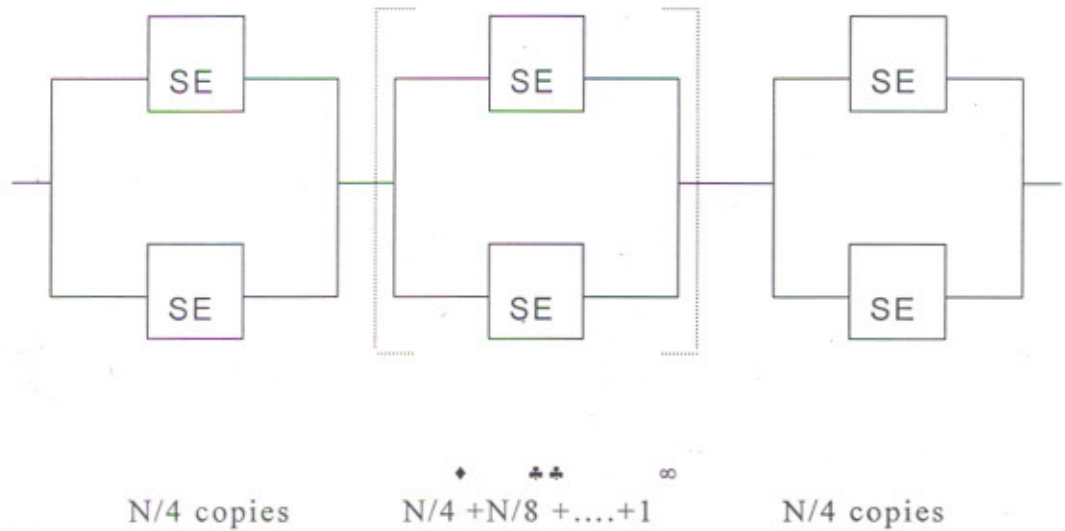 SE SE SE
SE SE SE
♦ ♣♣ ∞
N/4 copies N/4 +N/8 +....+1 N/4 copies